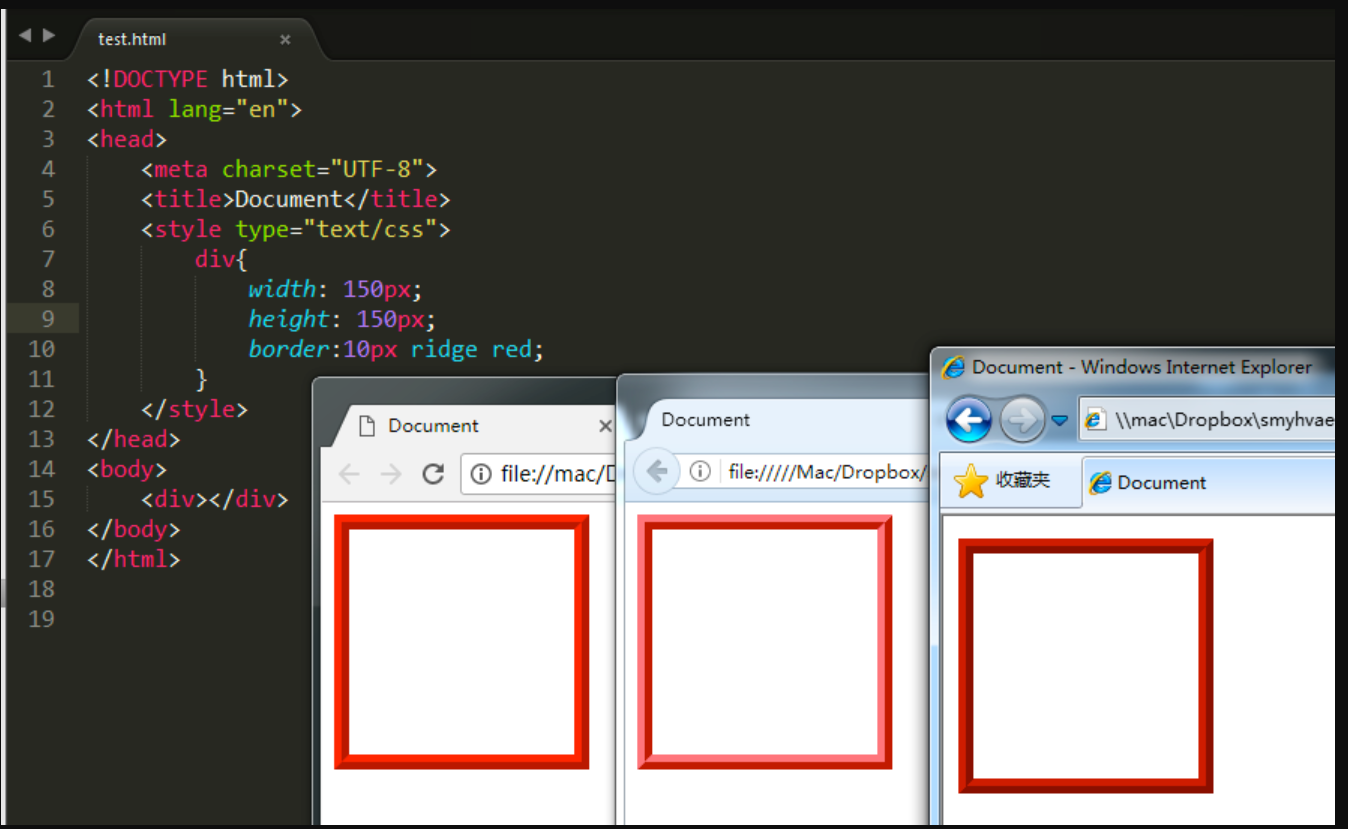 test.html
1 <!DOCTYPE html>
2 <html lang="en">
3 <head>
4 <meta charset="UTF-8">
5 <title>Document</title>
6 <style type="text/css">
7 div{
8 width: 150px;
9 height: 150px;
10 border:10px ridge red;
11 }
12 </style>
13 </head>
14 <body>
15 <div></div>
16 </body>
17 </html>
18
19
Document
file://mac/D
Document
file://///Mac/Dropbox/
Document - Windows Internet Explorer
\\mac\Dropbox\smyhvae
收藏夹
Document